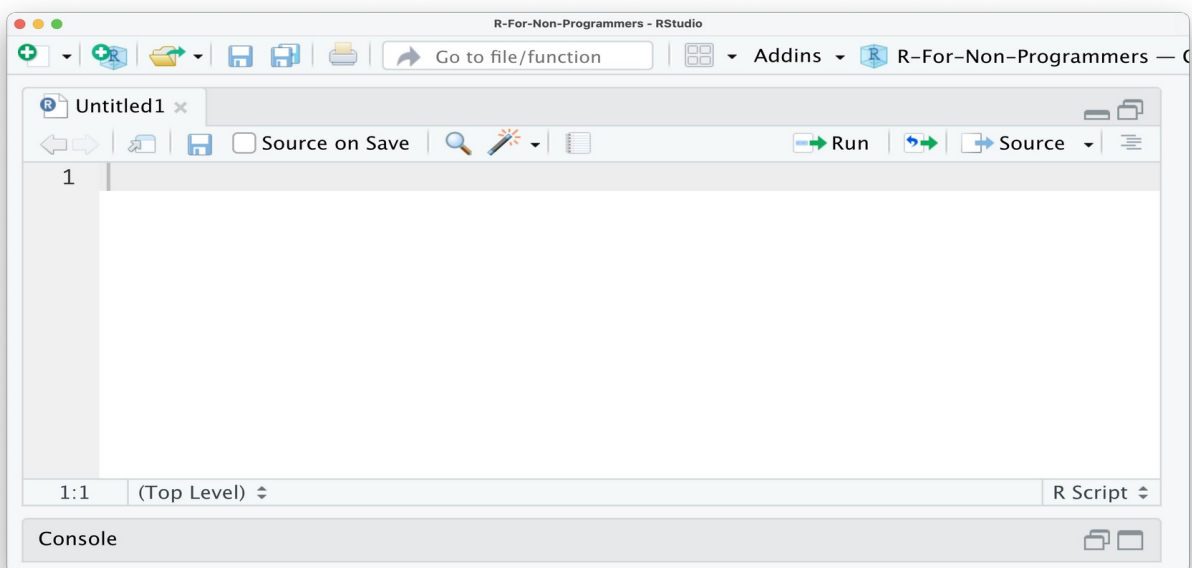 R-For-Non-Programmers - RStudio
Go to file/function Addins R R-For-Non-Programmers —
Untitled1
Source on Save Run Source
1
1:1 (Top Level) R Script
Console